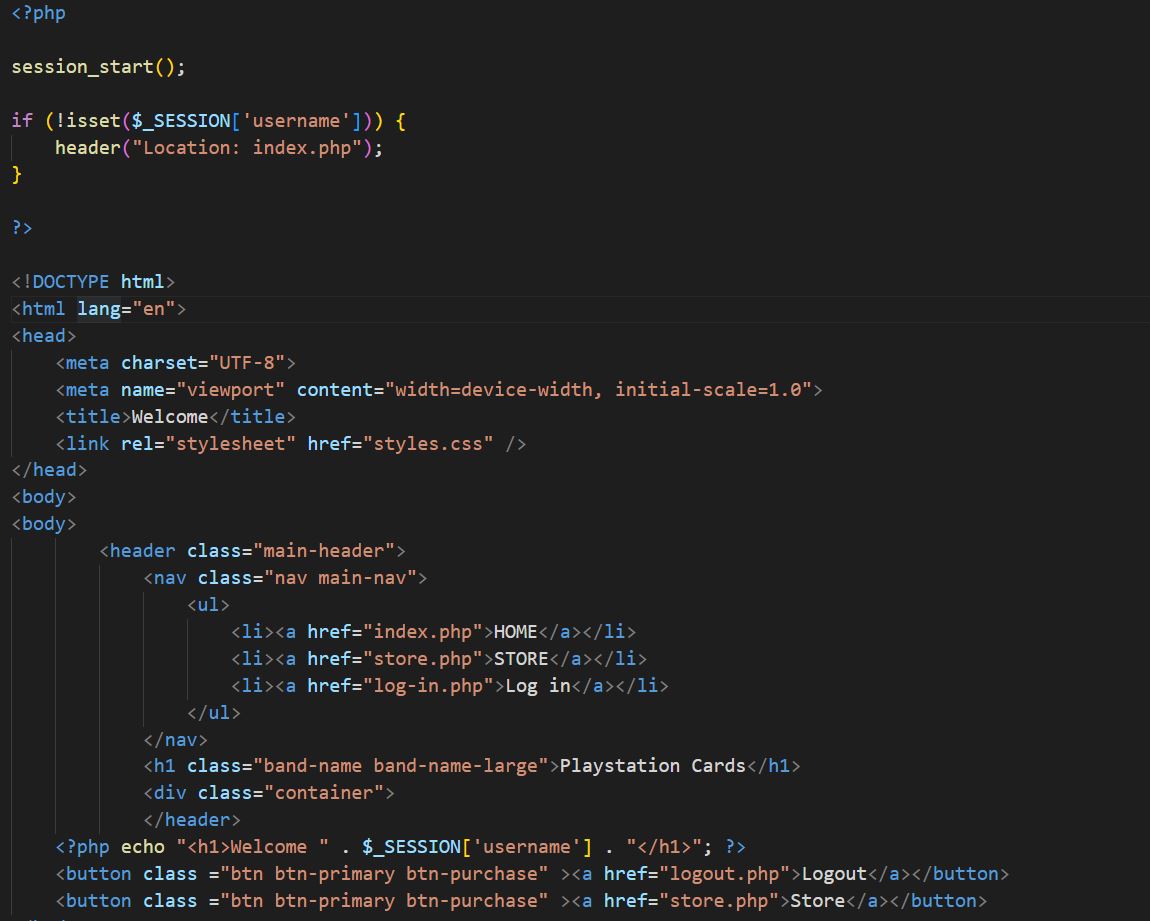 <?php
session_start();
if (!isset($_SESSION['username'])) {
    header("Location: index.php");
}
?>
<!DOCTYPE html>
<html lang="en">
<head>
    <meta charset="UTF-8">
    <meta name="viewport" content="width=device-width, initial-scale=1.0">
    <title>Welcome</title>
    <link rel="stylesheet" href="styles.css" />
</head>
<body>
<body>
        <header class="main-header">
            <nav class="nav main-nav">
                <ul>
                    <li><a href="index.php">HOME</a></li>
                    <li><a href="store.php">STORE</a></li>
                    <li><a href="log-in.php">Log in</a></li>
                </ul>
            </nav>
            <h1 class="band-name band-name-large">Playstation Cards</h1>
            <div class="container">
            </header>
    <?php echo "<h1>Welcome " . $_SESSION['username'] . "</h1>"; ?>
    <button class ="btn btn-primary btn-purchase" ><a href="logout.php">Logout</a></button>
    <button class ="btn btn-primary btn-purchase" ><a href="store.php">Store</a></button>